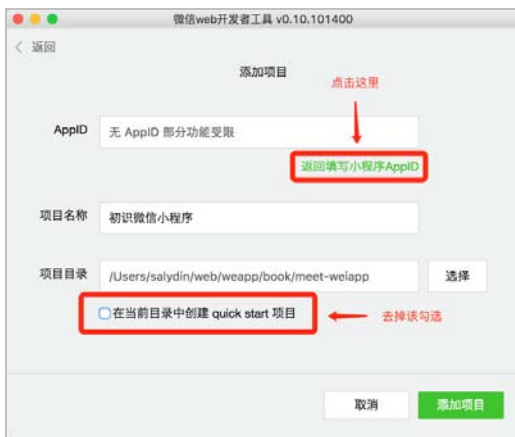 微信web开发者工具 v0.10.101400
返回
添加项目
点击这里
AppID
无 AppID 部分功能受限
返回填写小程序AppID
项目名称
初识微信小程序
项目目录
/Users/salydin/web/weapp/book/meet-weiapp
选择
在当前目录中创建 quick start 项目
去掉该勾选
取消
添加项目